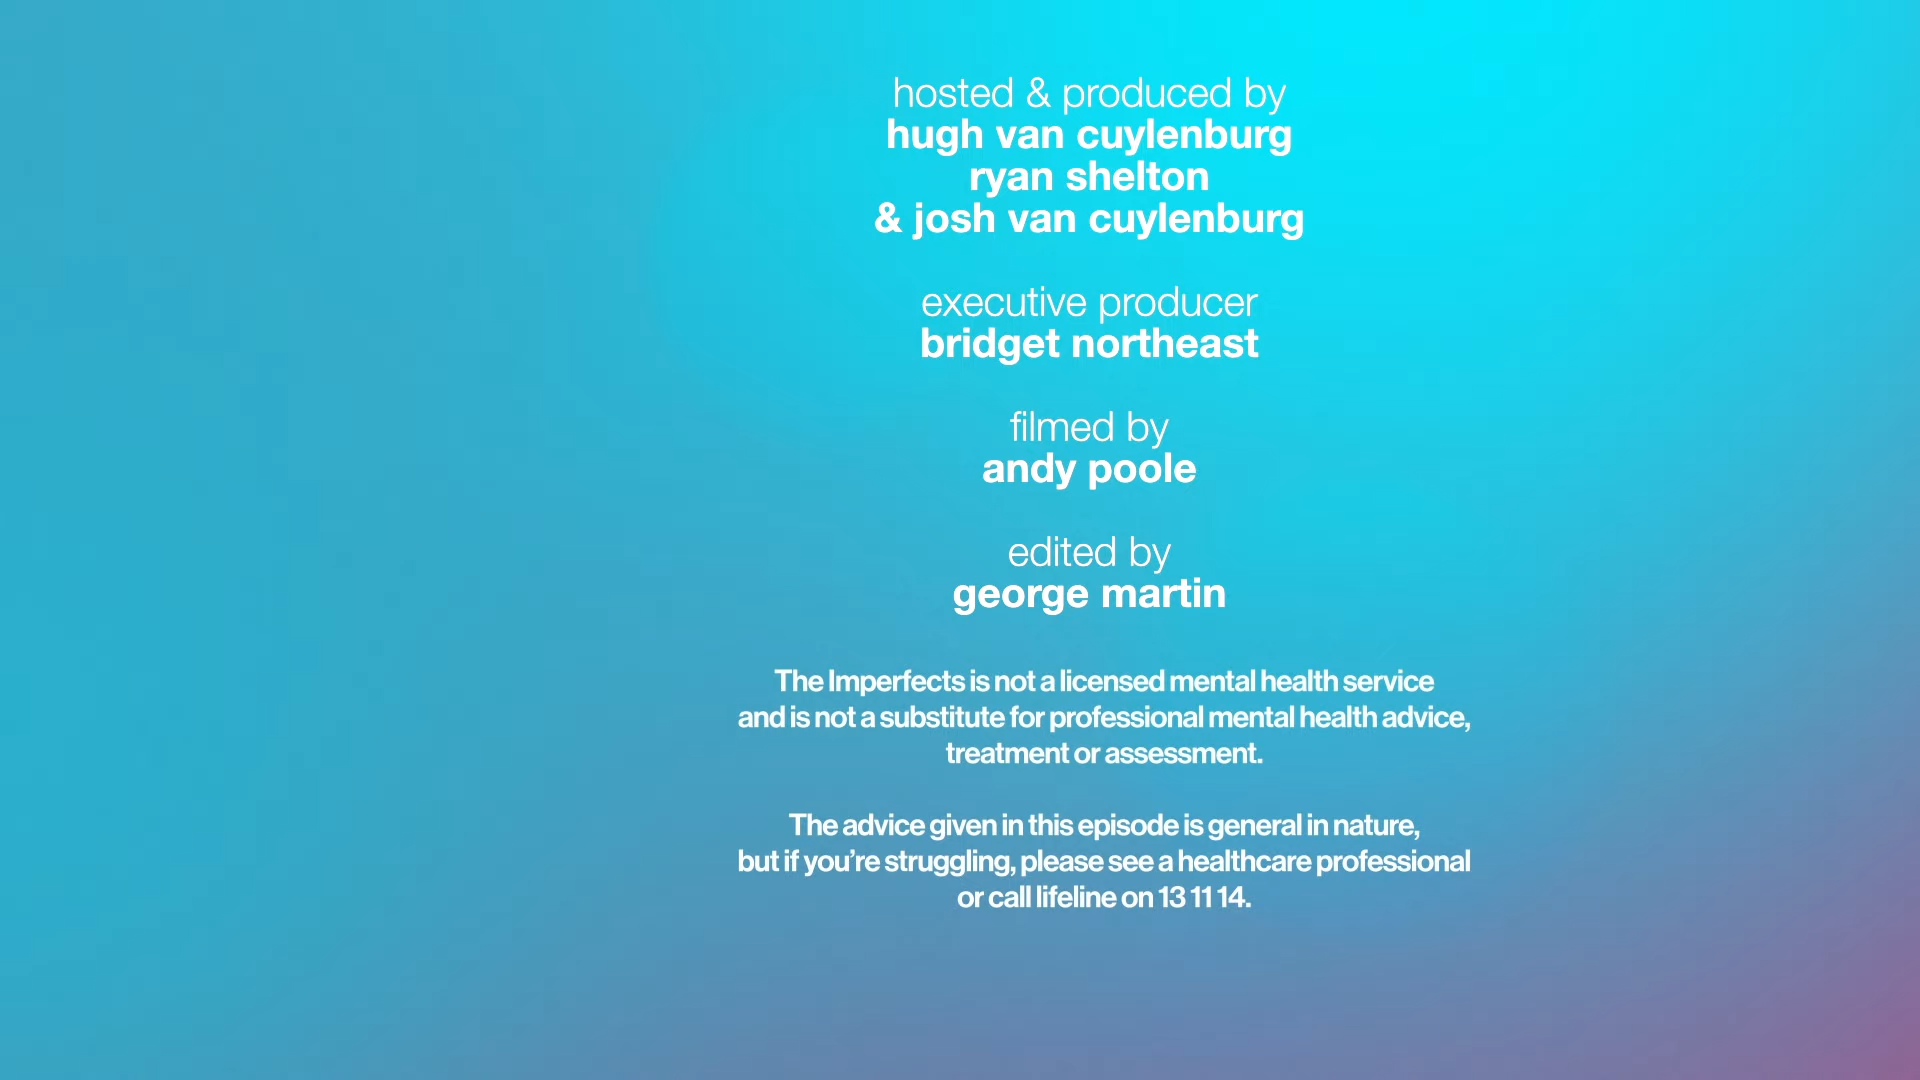 hosted & produced by
hugh van cuylenburg
ryan shelton
& josh van cuylenburg
executive producer
bridget northeast
filmed by
andy poole
edited by
george martin
The Imperfects is not a licensed mental health service
and is not a substitute for professional mental health advice,
treatment or assessment.
The advice given in this episode is general in nature,
but if you’re struggling, please see a healthcare professional
or call lifeline on 13 11 14.